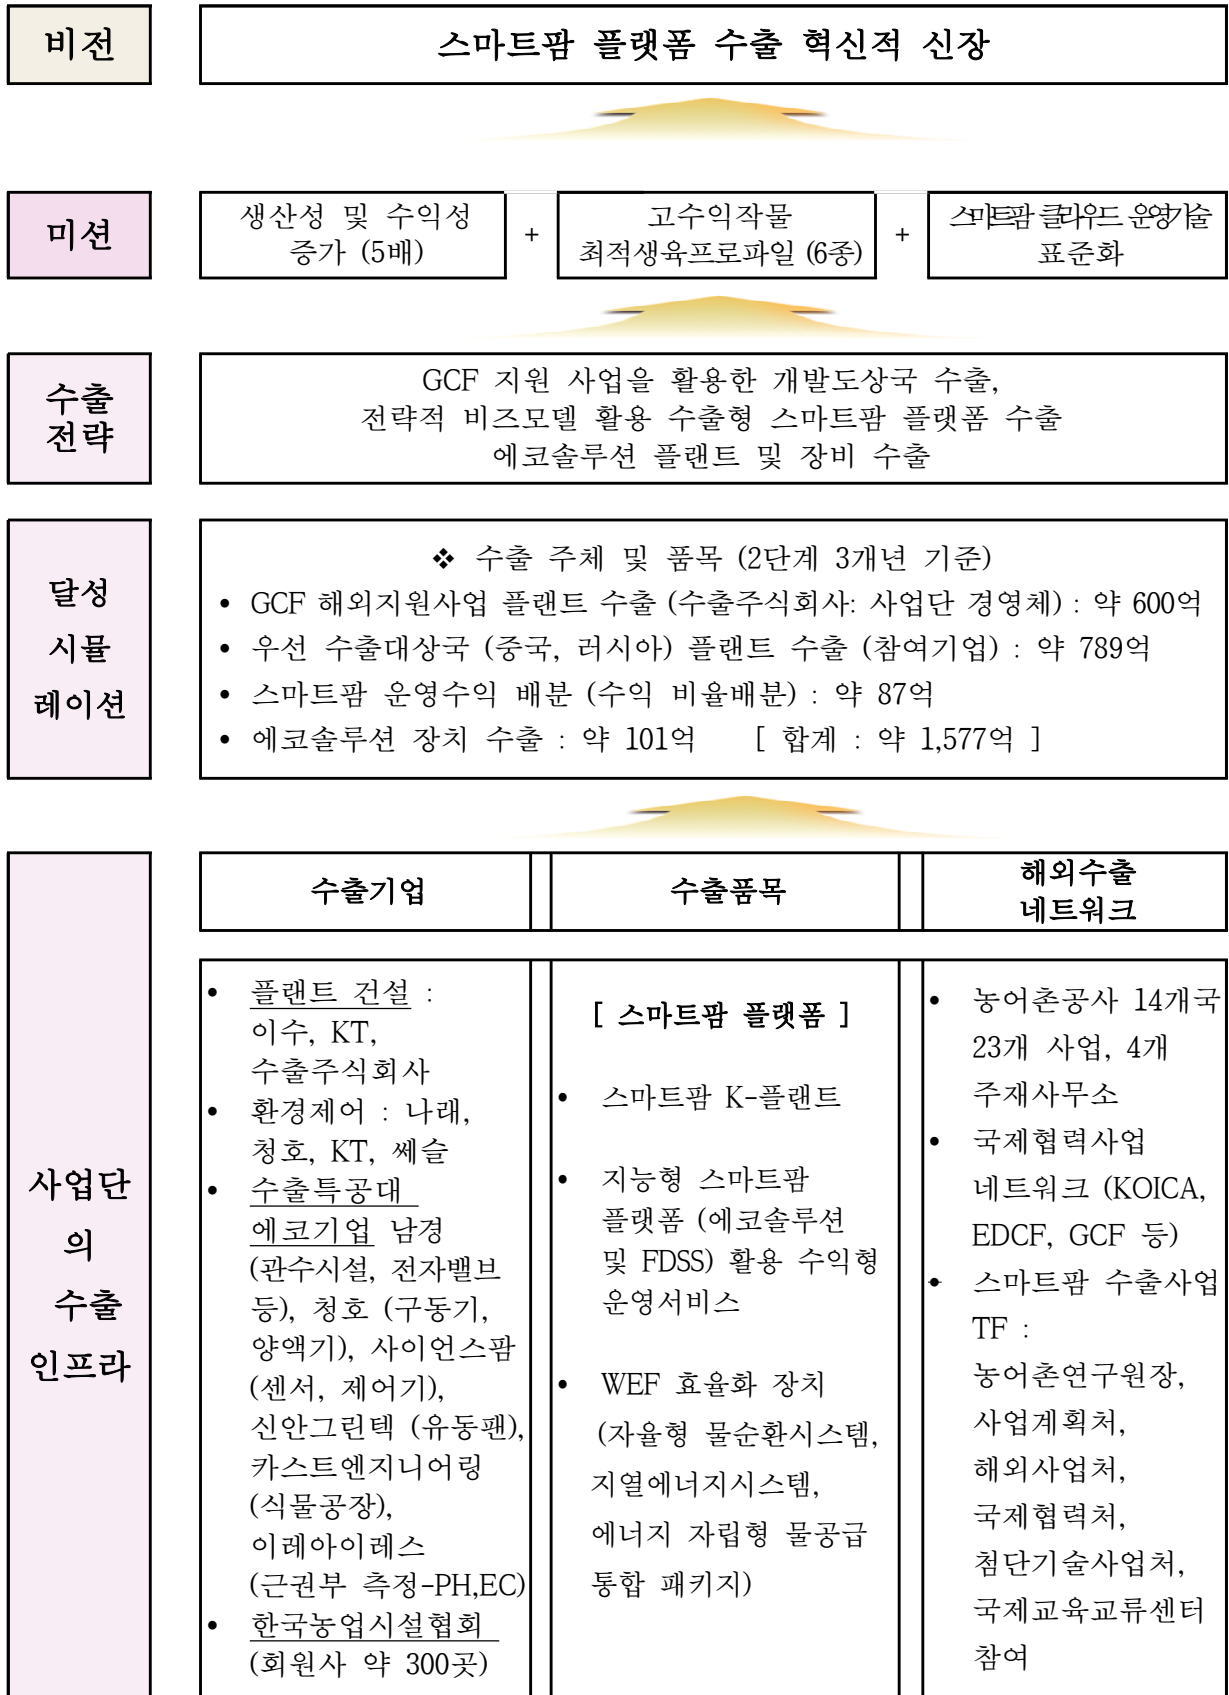 비전
스마트팜 플랫폼 수출 혁신적 신장
미션
생산성 및 수익성
증가 (5배)
+
고수익작물
최적생육프로파일 (6종)
+
스마트팜 클라우드 운영기술
표준화
수출
전략
GCF 지원 사업을 활용한 개발도상국 수출,
전략적 비즈모델 활용 수출형 스마트팜 플랫폼 수출
에코솔루션 플랜트 및 장비 수출
달성
시뮬
레이션
❖ 수출 주체 및 품목 (2단계 3개년 기준)
• GCF 해외지원사업 플랜트 수출 (수출주식회사: 사업단 경영체) : 약 600억
• 우선 수출대상국 (중국, 러시아) 플랜트 수출 (참여기업) : 약 789억
• 스마트팜 운영수익 배분 (수익 비율배분) : 약 87억
• 에코솔루션 장치 수출 : 약 101억 [ 합계 : 약 1,577억 ]
사업단
의
수출
인프라
수출기업
• 플랜트 건설 :
이수, KT,
수출주식회사
• 환경제어 : 나래,
청호, KT, 쎄슬
• 수출특공대
에코기업 남경
(관수시설, 전자밸브
등), 청호 (구동기,
양액기), 사이언스팜
(센서, 제어기),
신안그린텍 (유동팬),
카스트엔지니어링
(식물공장),
이레아이레스
(근권부 측정-PH,EC)
• 한국농업시설협회
(회원사 약 300곳)
수출품목
[ 스마트팜 플랫폼 ]
• 스마트팜 K-플랜트
• 지능형 스마트팜
플랫폼 (에코솔루션
및 FDSS) 활용 수익형
운영서비스
• WEF 효율화 장치
(자율형 물순환시스템,
지열에너지시스템,
에너지 자립형 물공급
통합 패키지)
해외수출
네트워크
• 농어촌공사 14개국
23개 사업, 4개
주재사무소
• 국제협력사업
네트워크 (KOICA,
EDCF, GCF 등)
• 스마트팜 수출사업
TF :
농어촌연구원장,
사업계획처,
해외사업처,
국제협력처,
첨단기술사업처,
국제교육교류센터
참여